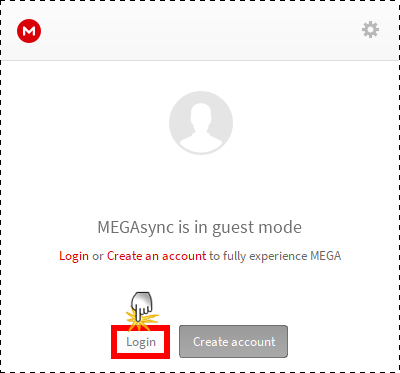 M
MEGAsync is in guest mode
Login or Create an account to fully experience MEGA
Login Create account